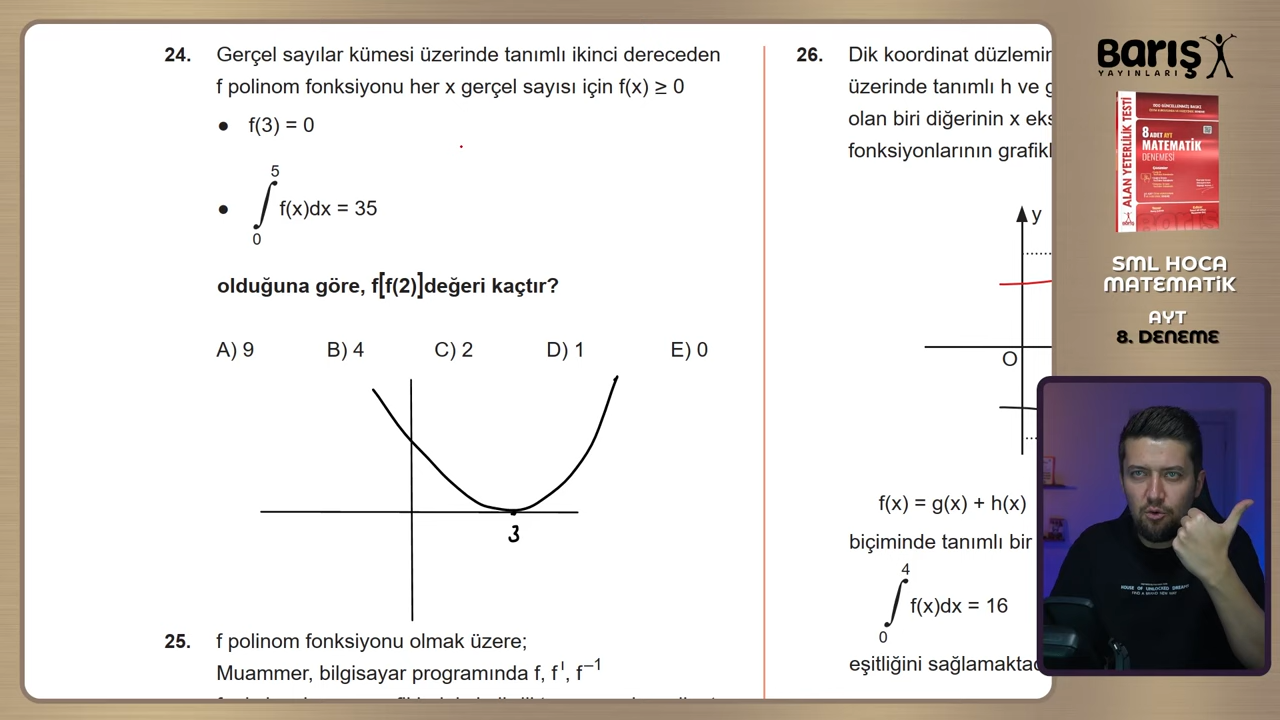 24. Gerçel sayılar kümesi üzerinde tanımlı ikinci dereceden
f polinom fonksiyonu her x gerçel sayısı için f(x) ≥ 0
● f(3) = 0
5
● ∫ f(x)dx = 35
0
olduğuna göre, f[f(2)]değeri kaçtır?
A) 9 B) 4 C) 2 D) 1 E) 0
3
25. f polinom fonksiyonu olmak üzere;
Muammer, bilgisayar programında f, f', f⁻¹
26. Dik koordinat düzlemin
üzerinde tanımlı h ve g
olan biri diğerinin x eks
fonksiyonlarının grafikl
y
O
f(x) = g(x) + h(x)
biçiminde tanımlı bir
4
∫ f(x)dx = 16
0
eşitliğini sağlamaktad
BARIŞ
YAYINLARI
ALAN YETERLİLİK TESTİ
8 ADET AYT
MATEMATİK
DENEMESİ
SML HOCA
MATEMATİK
AYT
8. DENEME